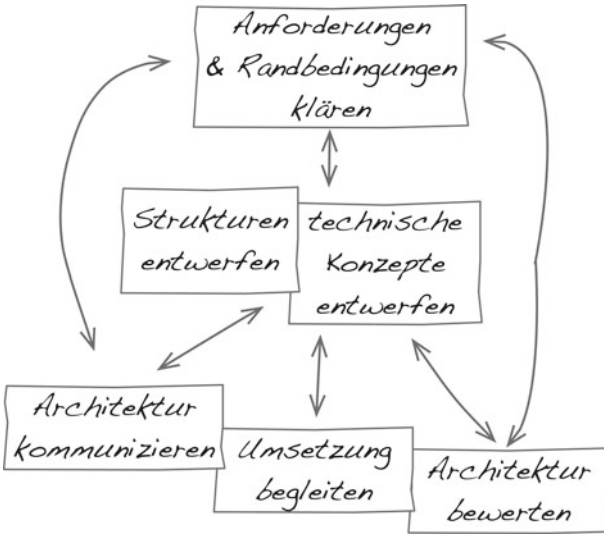 Anforderungen
& Randbedingungen
klären
Strukturen
entwerfen
technische
Konzepte
entwerfen
Architektur
kommunizieren
Umsetzung
begleiten
Architektur
bewerten